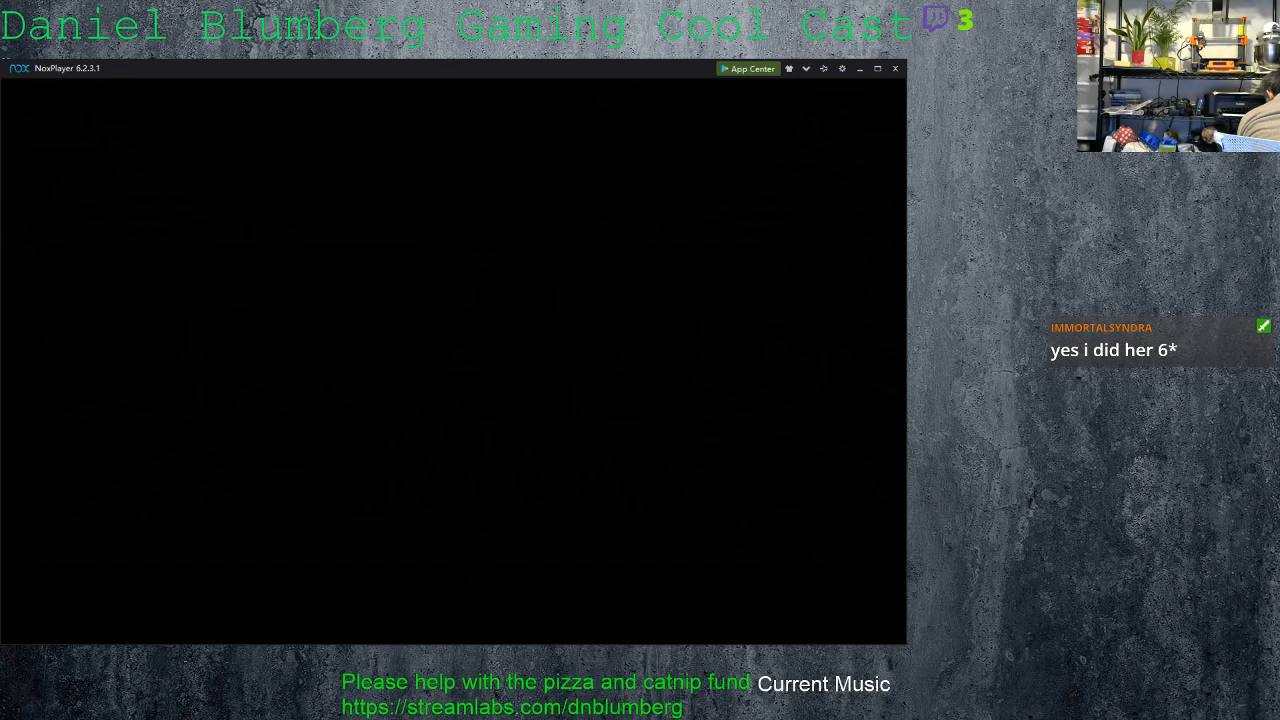 Daniel Blumberg Gaming Cool Cast 3
nox NoxPlayer 6.2.3.1
App Center
IMMORTALSYNDRA
yes i did her 6*
Please help with the pizza and catnip fund
https://streamlabs.com/dnblumberg
Current Music